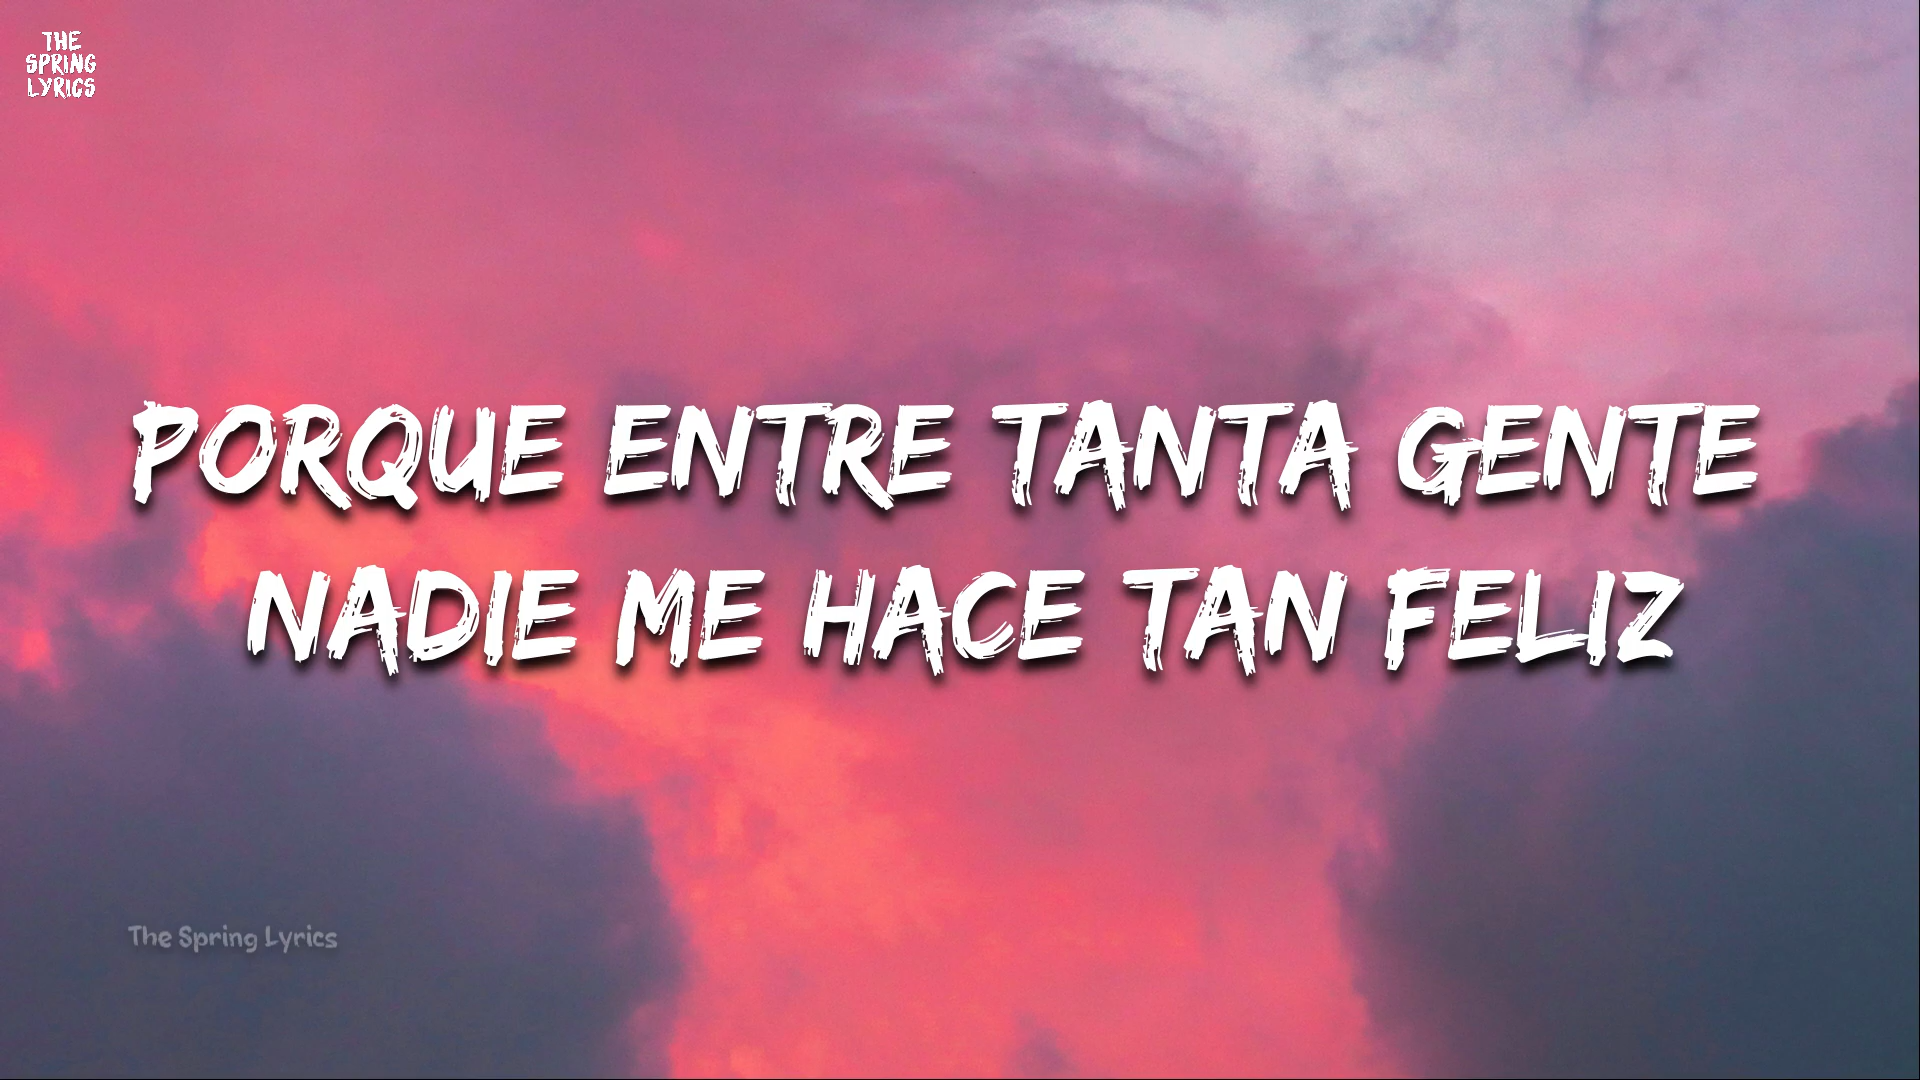 THE
SPRING
LYRICS
PORQUE ENTRE TANTA GENTE
NADIE ME HACE TAN FELIZ
The Spring Lyrics